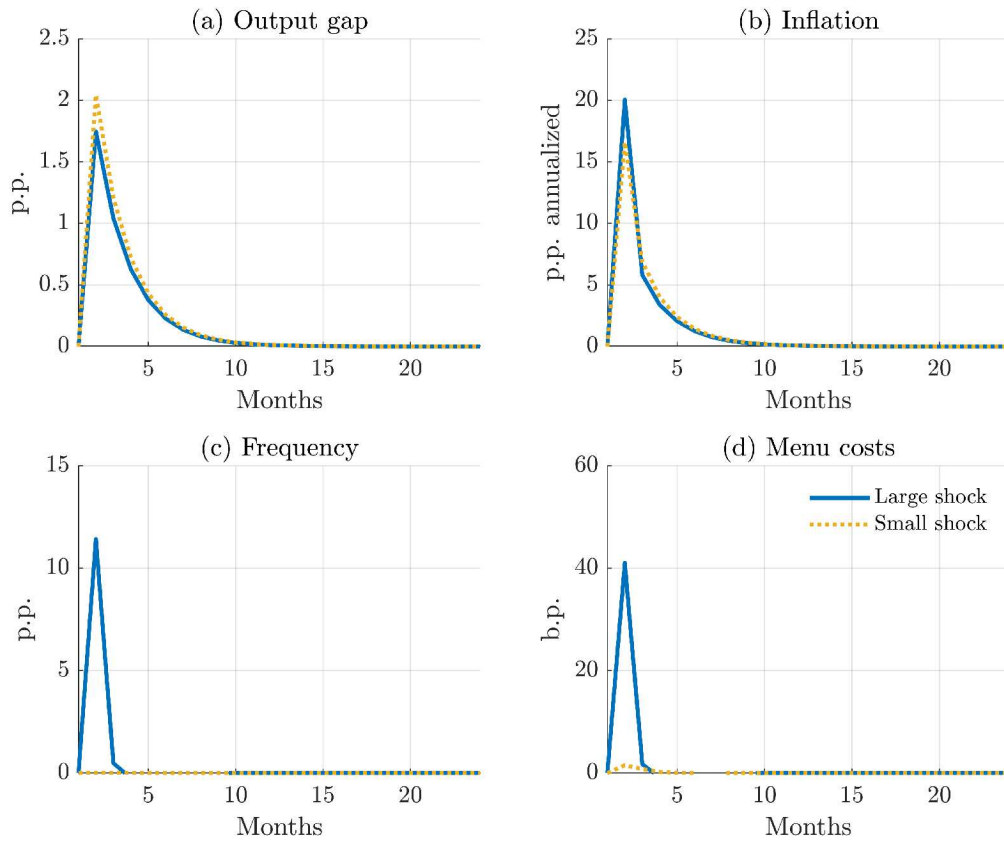 (a) Output gap
2.5
2
1.5
1
0.5
0
p.p.
5 10 15 20
Months
(b) Inflation
25
20
15
10
5
0
p.p. annualized
5 10 15 20
Months
(c) Frequency
15
10
5
0
p.p.
5 10 15 20
Months
(d) Menu costs
60
40
20
0
b.p.
Large shock
Small shock
5 10 15 20
Months